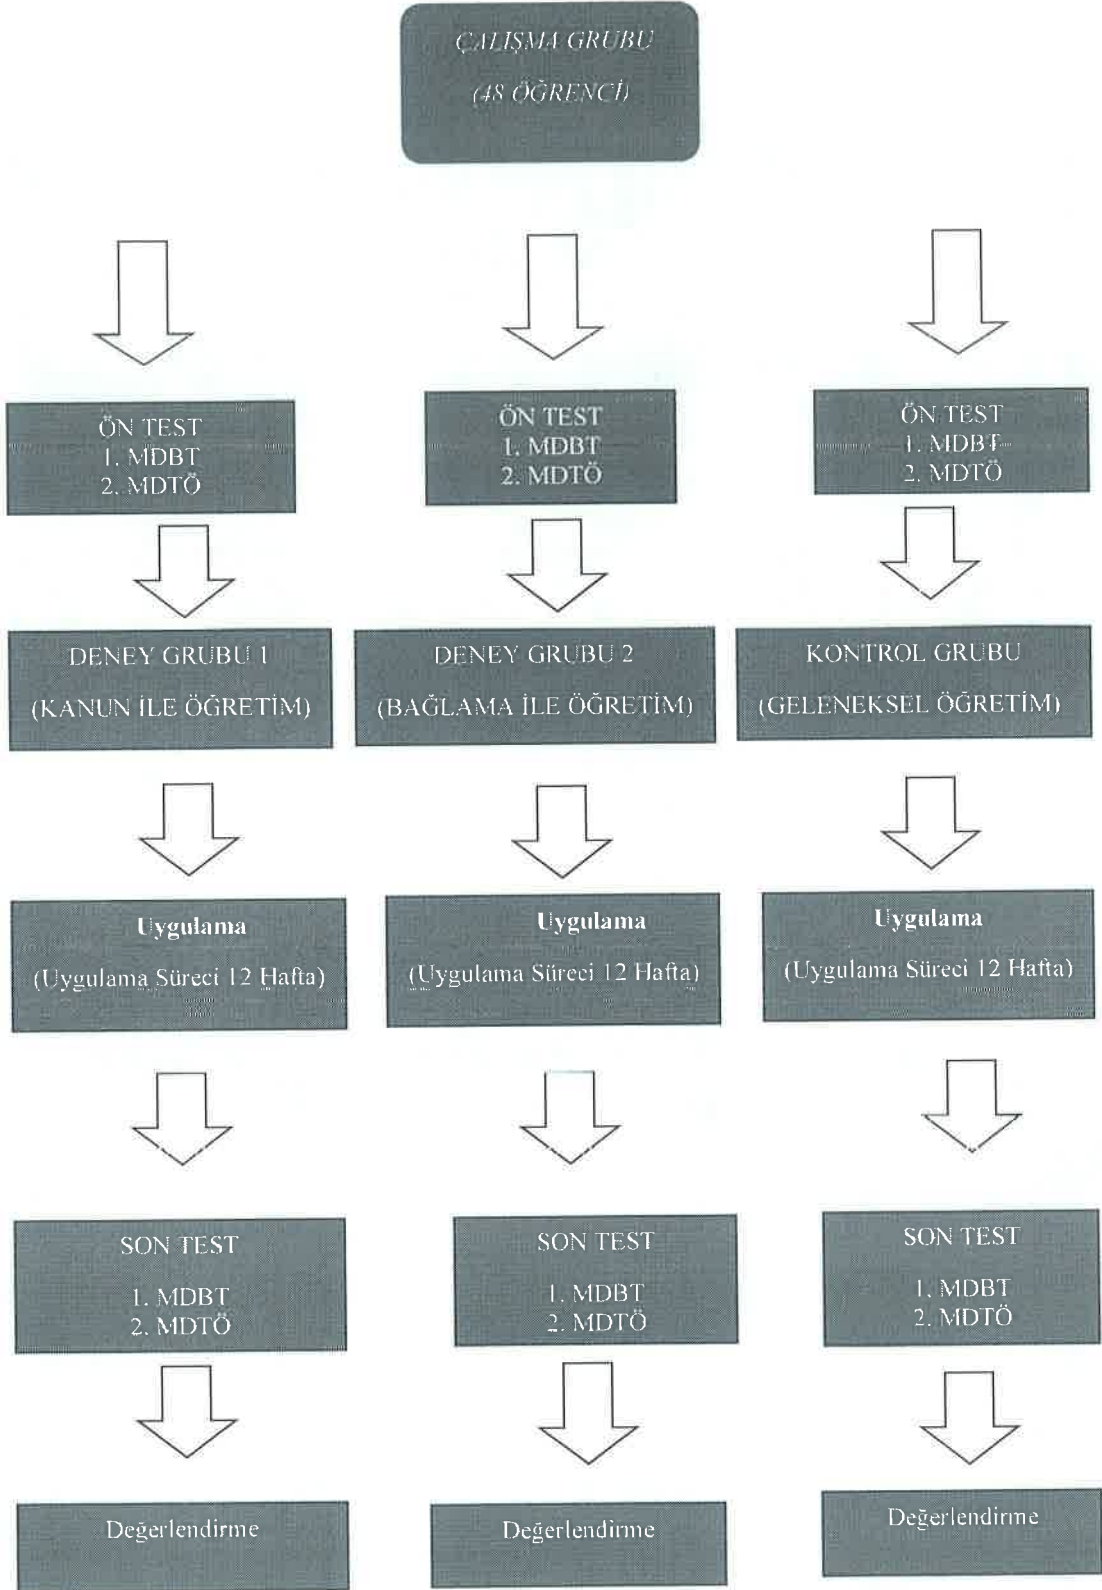 ÇALIŞMA GRUBU
(48 ÖĞRENCİ)
ÖN TEST
1. MDBT
2. MDTÖ
ÖN TEST
1. MDBT
2. MDTÖ
ÖN TEST
1. MDBT
2. MDTÖ
DENEY GRUBU 1
(KANUN İLE ÖĞRETİM)
DENEY GRUBU 2
(BAĞLAMA İLE ÖĞRETİM)
KONTROL GRUBU
(GELENEKSEL ÖĞRETİM)
Uygulama
(Uygulama Süreci 12 Hafta)
Uygulama
(Uygulama Süreci 12 Hafta)
Uygulama
(Uygulama Süreci 12 Hafta)
SON TEST
1. MDBT
2. MDTÖ
SON TEST
1. MDBT
2. MDTÖ
SON TEST
1. MDBT
2. MDTÖ
Değerlendirme
Değerlendirme
Değerlendirme